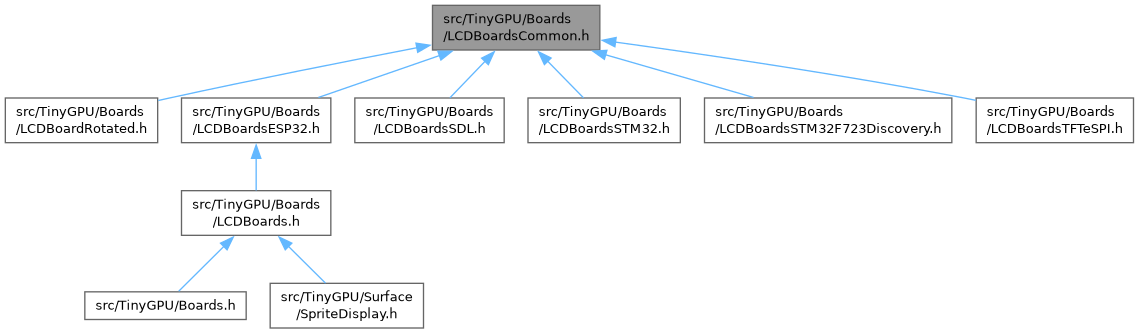 src/TinyGPU/Boards
/LCDBoardsCommon.h
src/TinyGPU/Boards
/LCDBoardRotated.h
src/TinyGPU/Boards
/LCDBoardsESP32.h
src/TinyGPU/Boards
/LCDBoardsSDL.h
src/TinyGPU/Boards
/LCDBoardsSTM32.h
src/TinyGPU/Boards
/LCDBoardsSTM32F723Discovery.h
src/TinyGPU/Boards
/LCDBoardsTFTeSPI.h
src/TinyGPU/Boards
/LCDBoards.h
src/TinyGPU/Boards.h
src/TinyGPU/Surface
/SpriteDisplay.h